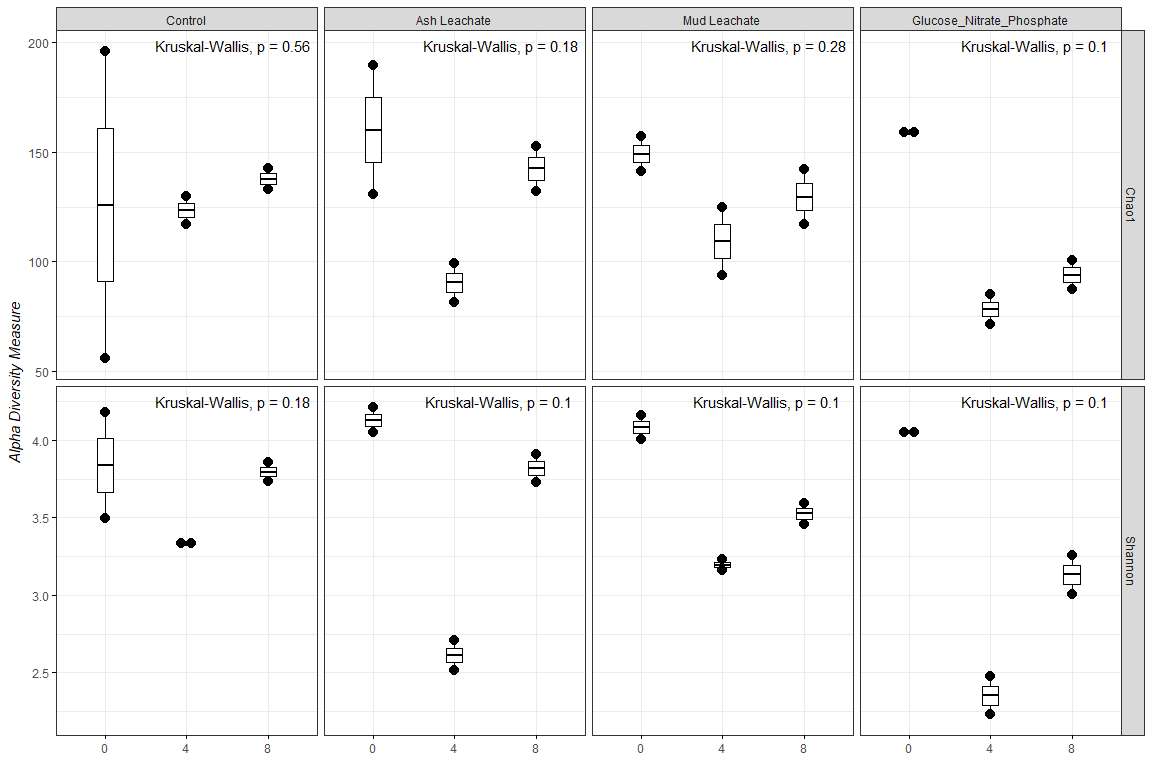 Control Ash Leachate Mud Leachate Glucose_Nitrate_Phosphate
200 Kruskal-Wallis, p = 0.56 Kruskal-Wallis, p = 0.18 Kruskal-Wallis, p = 0.28 Kruskal-Wallis, p = 0.1
150
100
50
Chao1
Alpha Diversity Measure
Kruskal-Wallis, p = 0.18 Kruskal-Wallis, p = 0.1 Kruskal-Wallis, p = 0.1 Kruskal-Wallis, p = 0.1
4.0
3.5
3.0
2.5
Shannon
0 4 8 0 4 8 0 4 8 0 4 8